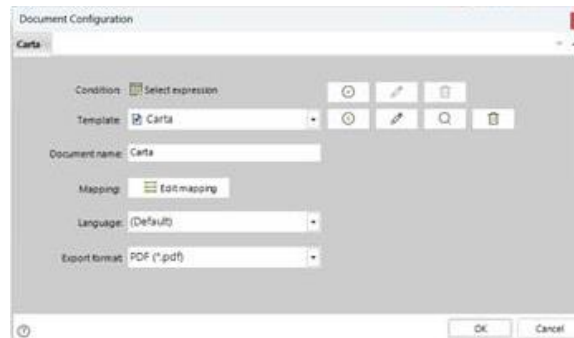 Document Configuration
Carta
Condition: Select expression
Template: Carta
Document name: Carta
Mapping: Edit mapping
Language: (Default)
Export format: PDF (*.pdf)
OK Cancel